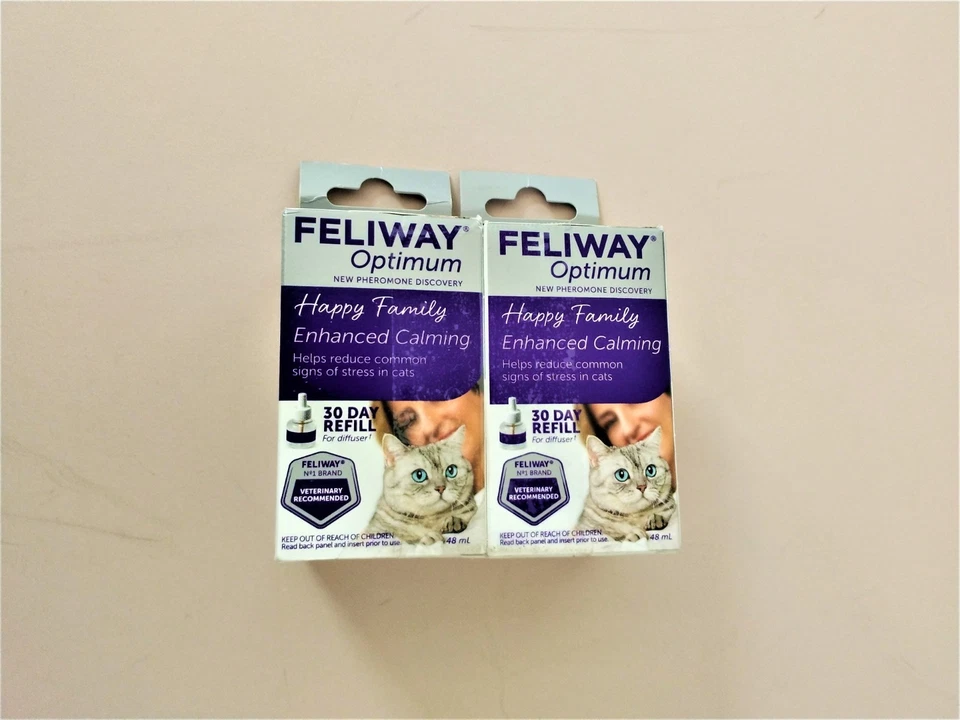 FELIWAY®
Optimum
NEW PHEROMONE DISCOVERY
Happy Family
Enhanced Calming
Helps reduce common
signs of stress in cats
30 DAY
REFILL
For diffuser†
FELIWAY®
Nº1 BRAND
VETERINARY
RECOMMENDED
KEEP OUT OF REACH OF CHILDREN.
Read back panel and insert prior to use.
48 mL
FELIWAY®
Optimum
NEW PHEROMONE DISCOVERY
Happy Family
Enhanced Calming
Helps reduce common
signs of stress in cats
30 DAY
REFILL
For diffuser†
FELIWAY®
Nº1 BRAND
VETERINARY
RECOMMENDED
KEEP OUT OF REACH OF CHILDREN.
Read back panel and insert prior to use.
48 mL